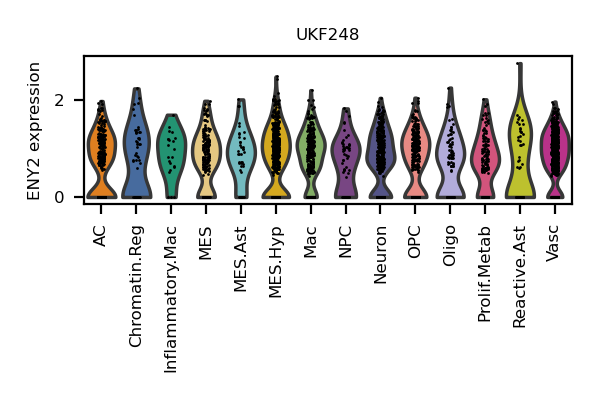 UKF248
ENY2 expression
2
0
AC
Chromatin.Reg
Inflammatory.Mac
MES
MES.Ast
MES.Hyp
Mac
NPC
Neuron
OPC
Oligo
Prolif.Metab
Reactive.Ast
Vasc